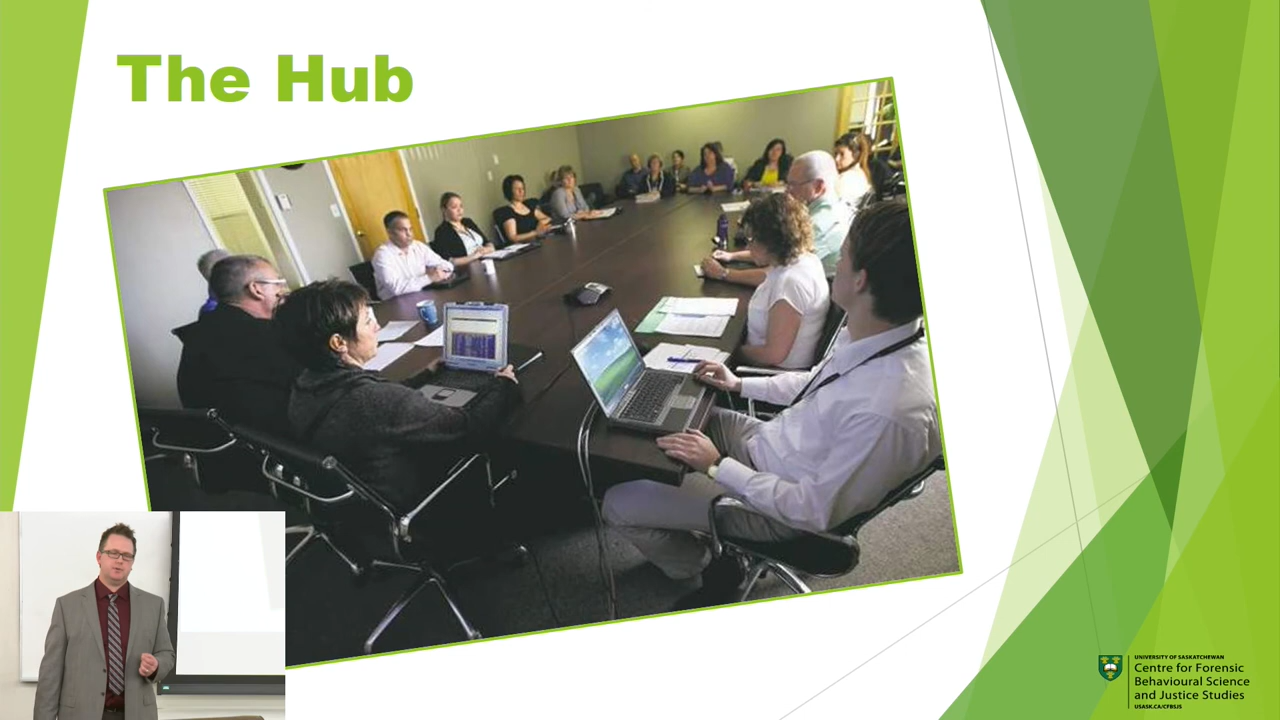 The Hub
UNIVERSITY OF SASKATCHEWAN
Centre for Forensic
Behavioural Science
and Justice Studies
USASK.CA/CFBSJS